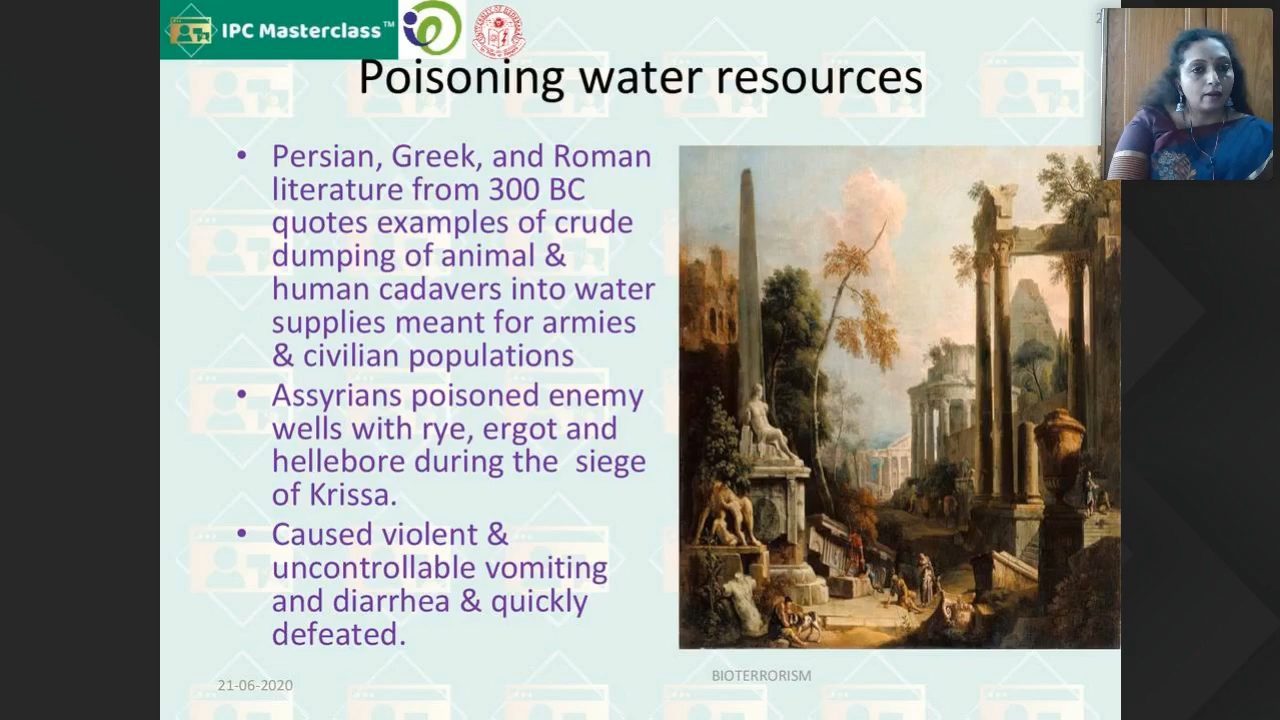 IPC Masterclass™
Poisoning water resources
• Persian, Greek, and Roman
literature from 300 BC
quotes examples of crude
dumping of animal &
human cadavers into water
supplies meant for armies
& civilian populations
• Assyrians poisoned enemy
wells with rye, ergot and
hellebore during the  siege
of Krissa.
• Caused violent &
uncontrollable vomiting
and diarrhea & quickly
defeated.
21-06-2020
BIOTERRORISM